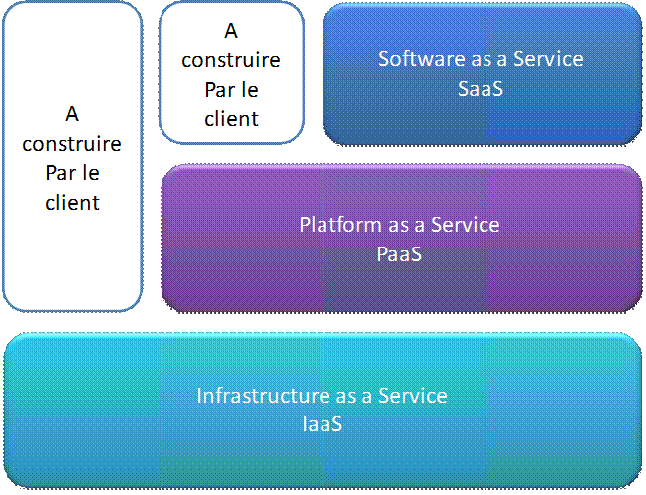 A
construire
Par le
client
A
construire
Par le
client
Software as a Service
SaaS
Platform as a Service
PaaS
Infrastructure as a Service
IaaS